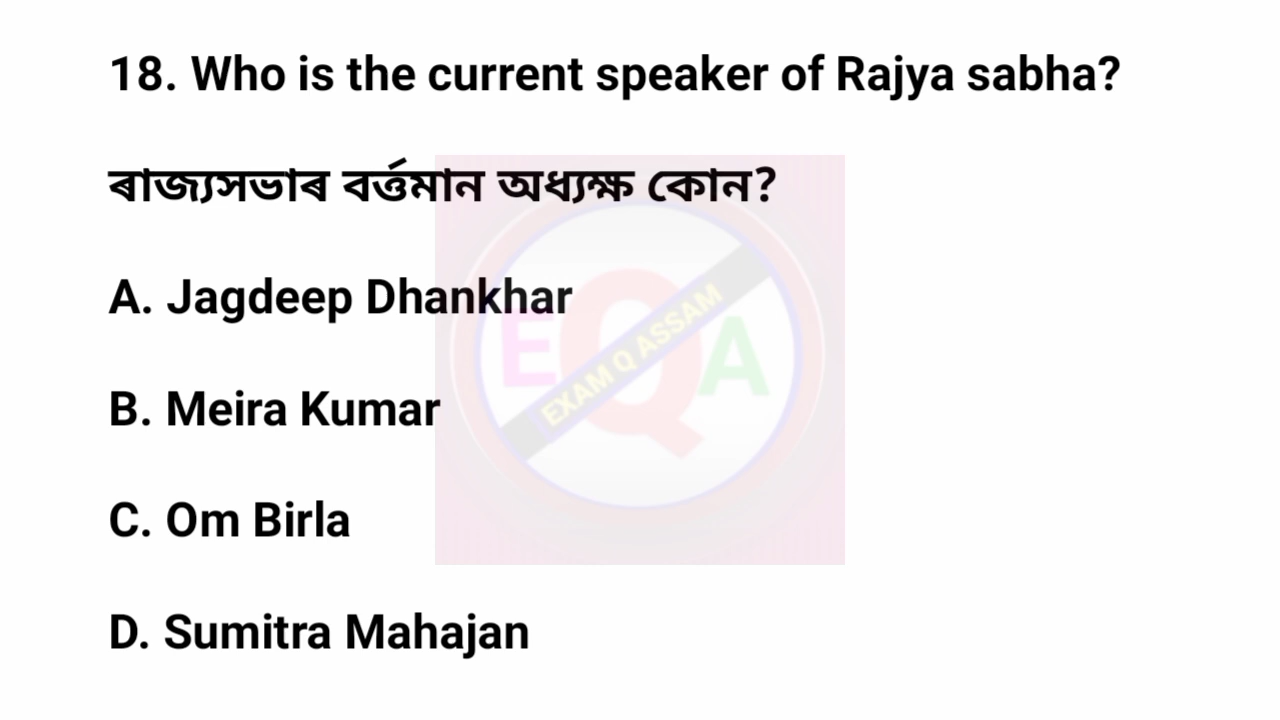 18. Who is the current speaker of Rajya sabha?
ৰাজ্যসভাৰ বৰ্ত্তমান অধ্যক্ষ কোন?
A. Jagdeep Dhankhar
E Q A
EXAM Q ASSAM
B. Meira Kumar
C. Om Birla
D. Sumitra Mahajan